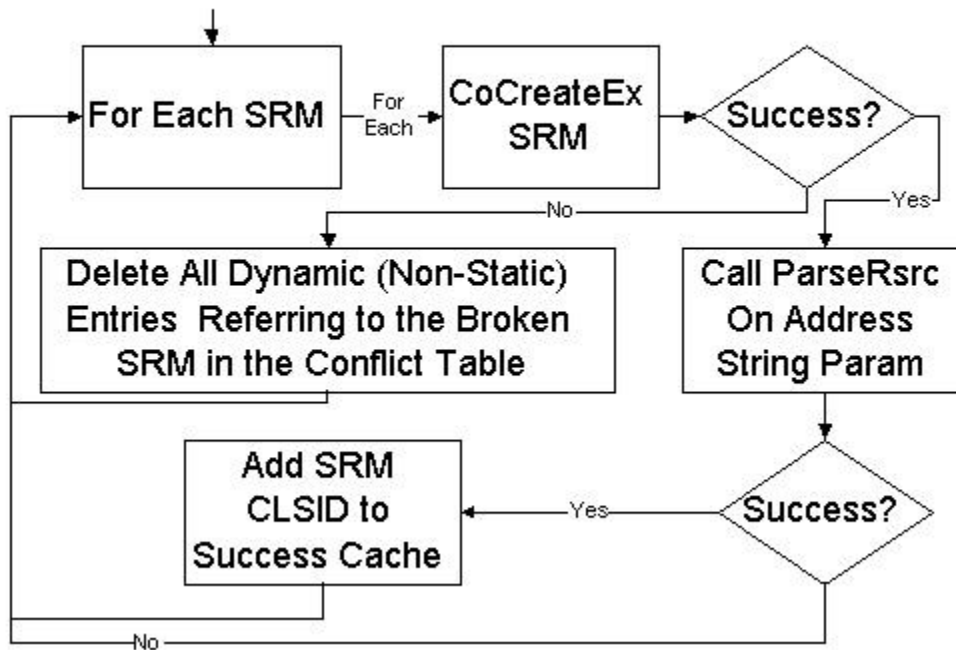 For Each SRM
For
Each
CoCreateEx
SRM
Success?
Yes
No
Delete All Dynamic (Non-Static)
Entries Referring to the Broken
SRM in the Conflict Table
Call ParseRsrc
On Address
String Param
Add SRM
CLSID to
Success Cache
Yes
Success?
No